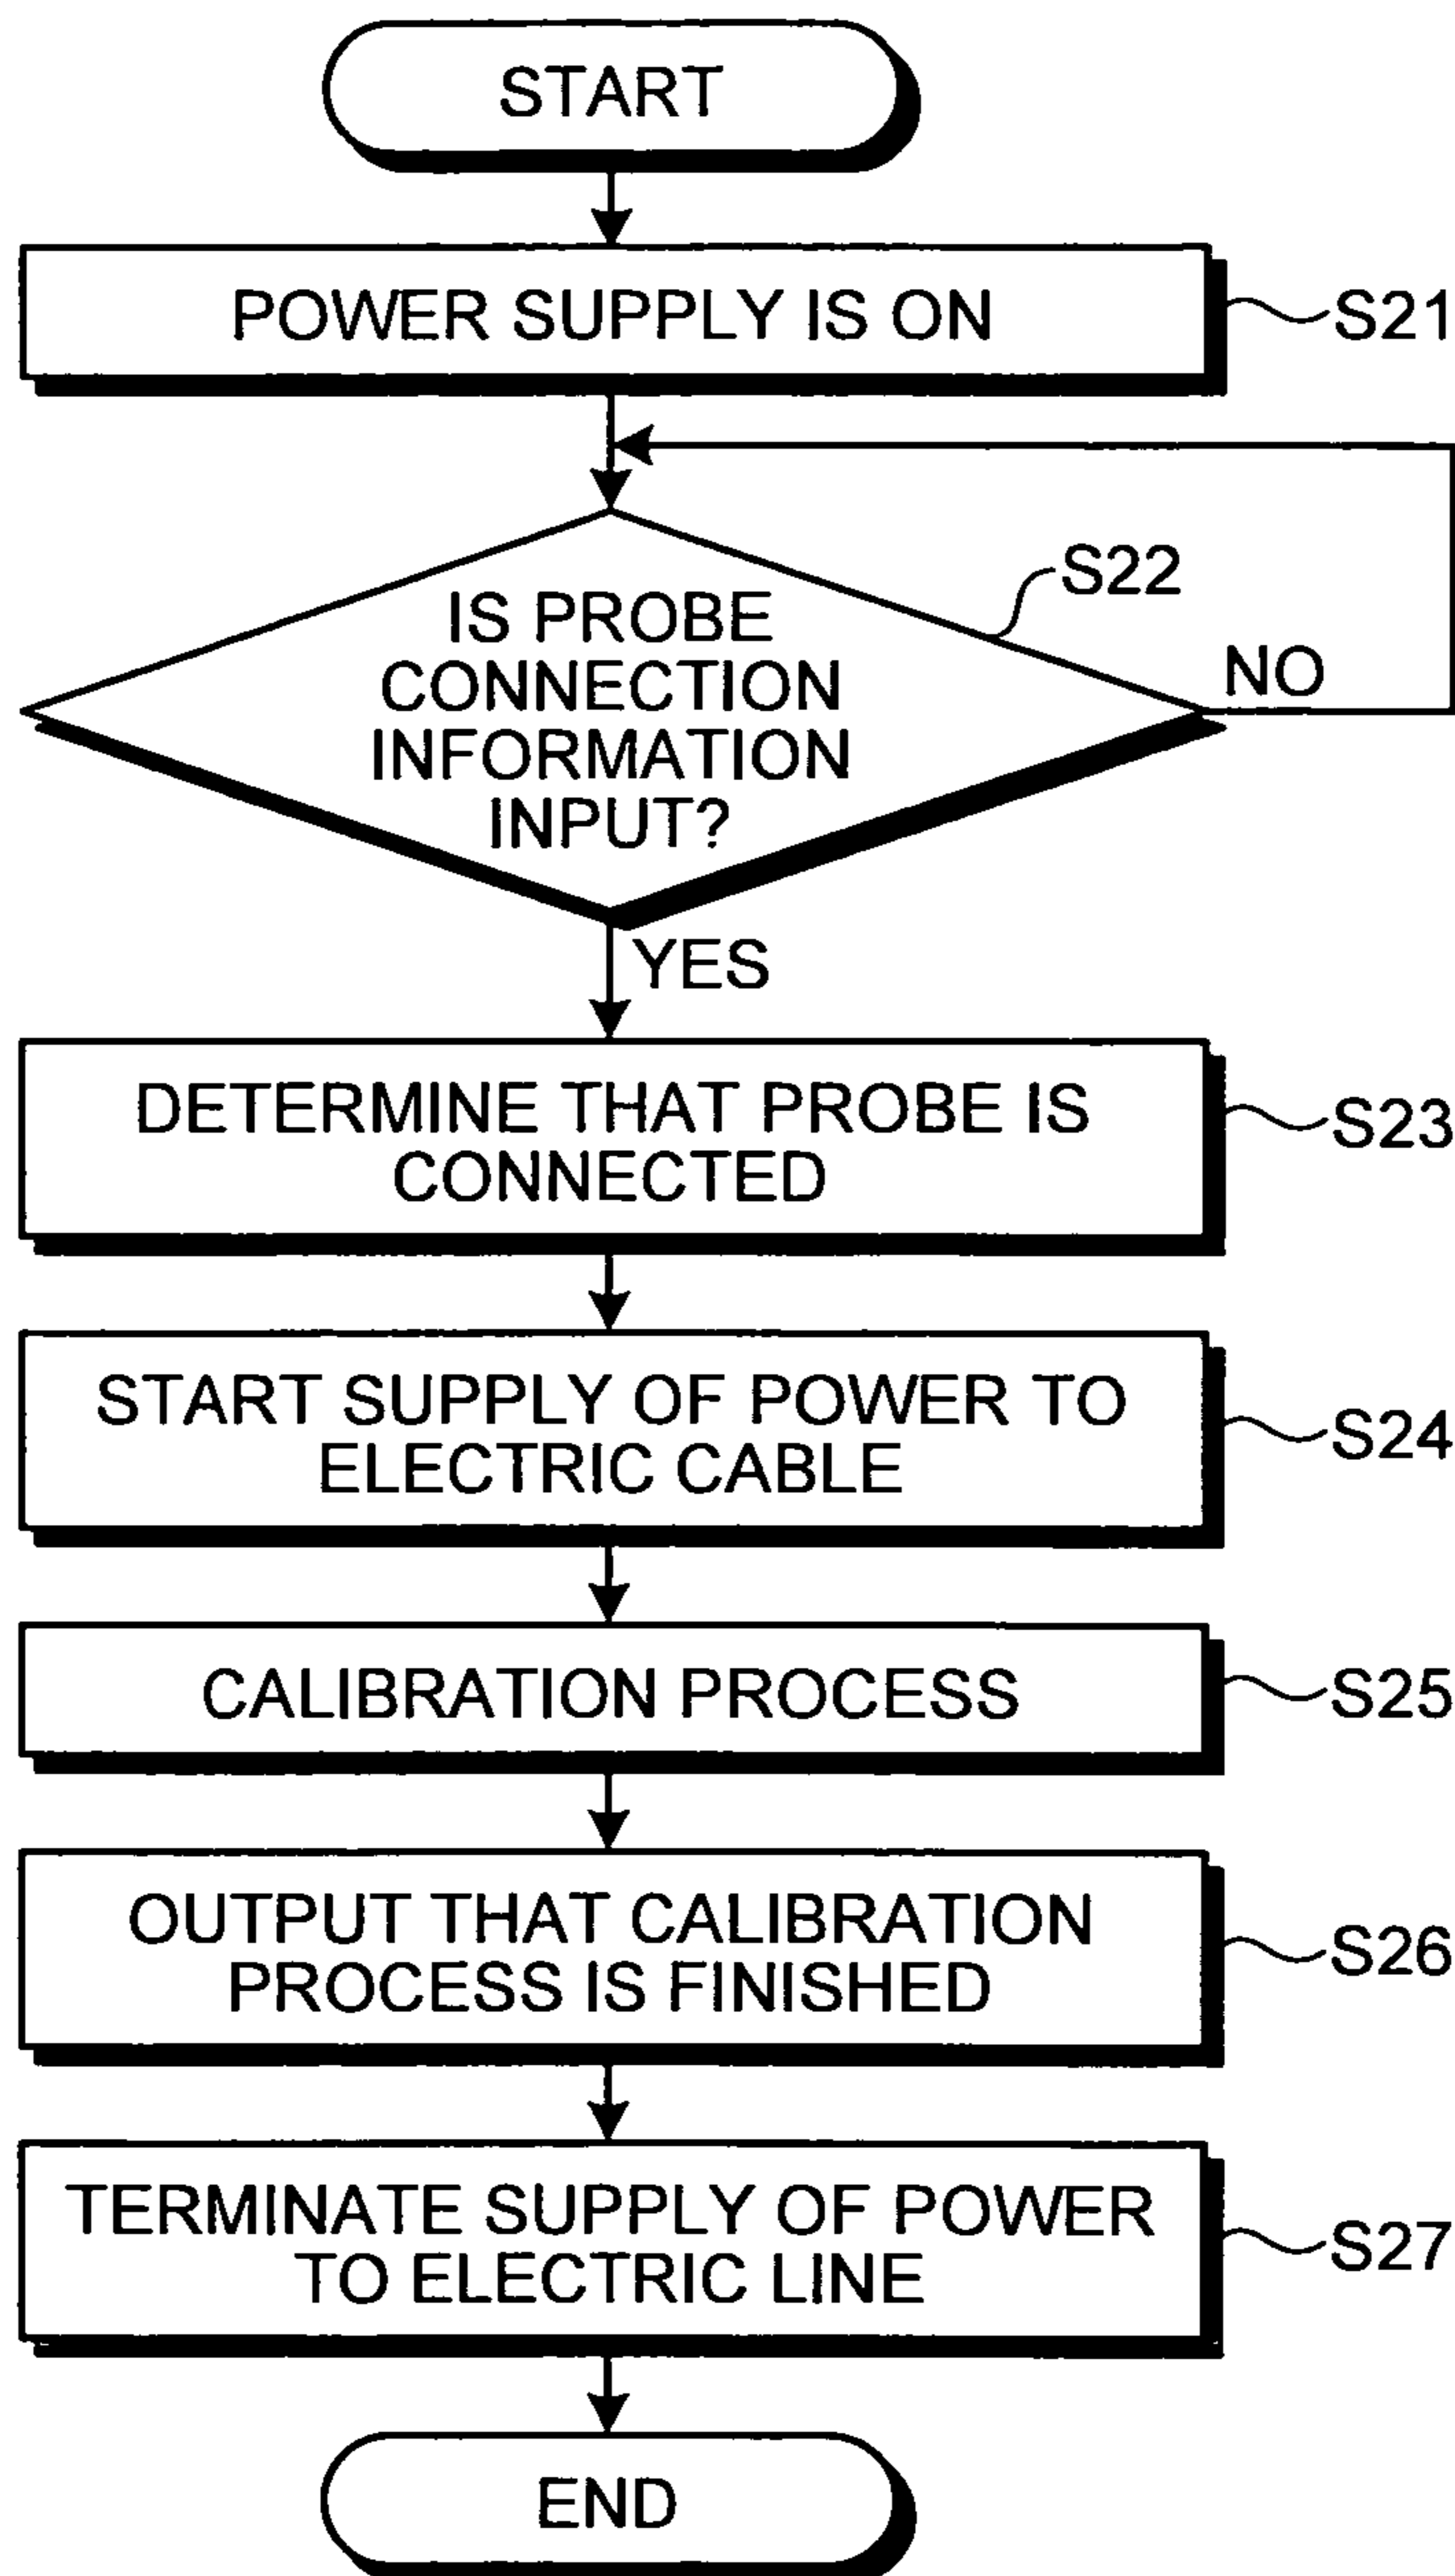 START
POWER SUPPLY IS ON
S21
S22
IS PROBE
CONNECTION
INFORMATION
INPUT?
NO
YES
DETERMINE THAT PROBE IS
CONNECTED
S23
START SUPPLY OF POWER TO
ELECTRIC CABLE
S24
CALIBRATION PROCESS
S25
OUTPUT THAT CALIBRATION
PROCESS IS FINISHED
S26
TERMINATE SUPPLY OF POWER
TO ELECTRIC LINE
S27
END